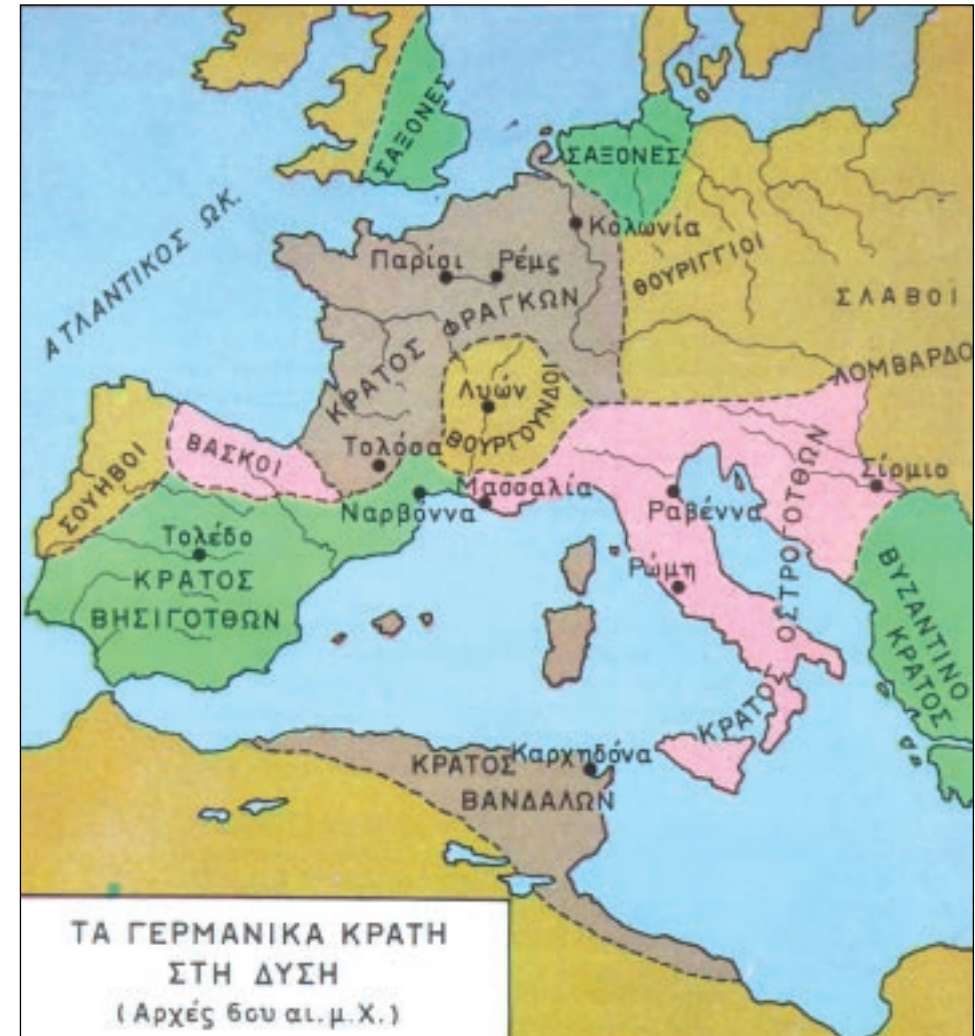 ΣΑΞΟΝΕΣ
ΣΑΞΟΝΕΣ
ΑΤΛΑΝΤΙΚΟΣ ΩΚ.
Κολωνία
Παρίσι
Ρέμς
ΘΟΥΡΙΓΓΙΟΙ
ΣΛΑΒΟΙ
ΚΡΑΤΟΣ ΦΡΑΓΚΩΝ
ΛΟΜΒΑΡΔΟ
Λυών
ΒΟΥΡΓΟΥΝΔΟΙ
ΣΟΥΗΒΟΙ
ΒΑΣΚΟΙ
Τολόσα
Μασσαλία
Ναρβόννα
Ραβέννα
Σίρμιο
Τολέδο
ΚΡΑΤΟΣ
ΒΗΣΙΓΟΤΘΩΝ
Ρώμη
ΚΡΑΤΟΣ ΟΣΤΡΟΓΟΤΘΩΝ
ΒΥΖΑΝΤΙΝΟ
ΚΡΑΤΟΣ
Καρχηδόνα
ΚΡΑΤΟΣ
ΒΑΝΔΑΛΩΝ
ΤΑ ΓΕΡΜΑΝΙΚΑ ΚΡΑΤΗ
ΣΤΗ ΔΥΣΗ
(Αρχές 6ου αι. μ.Χ.)